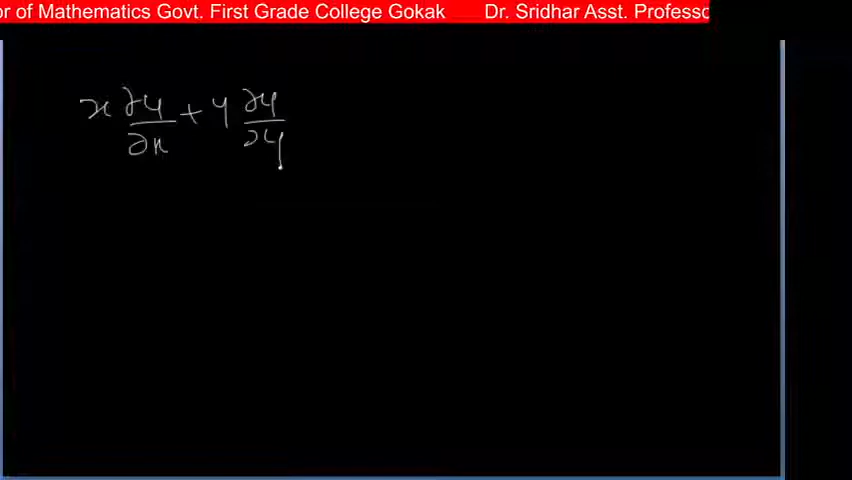 or of Mathematics Govt. First Grade College Gokak Dr. Sridhar Asst. Professo
x ∂u/∂x + y ∂u/∂y